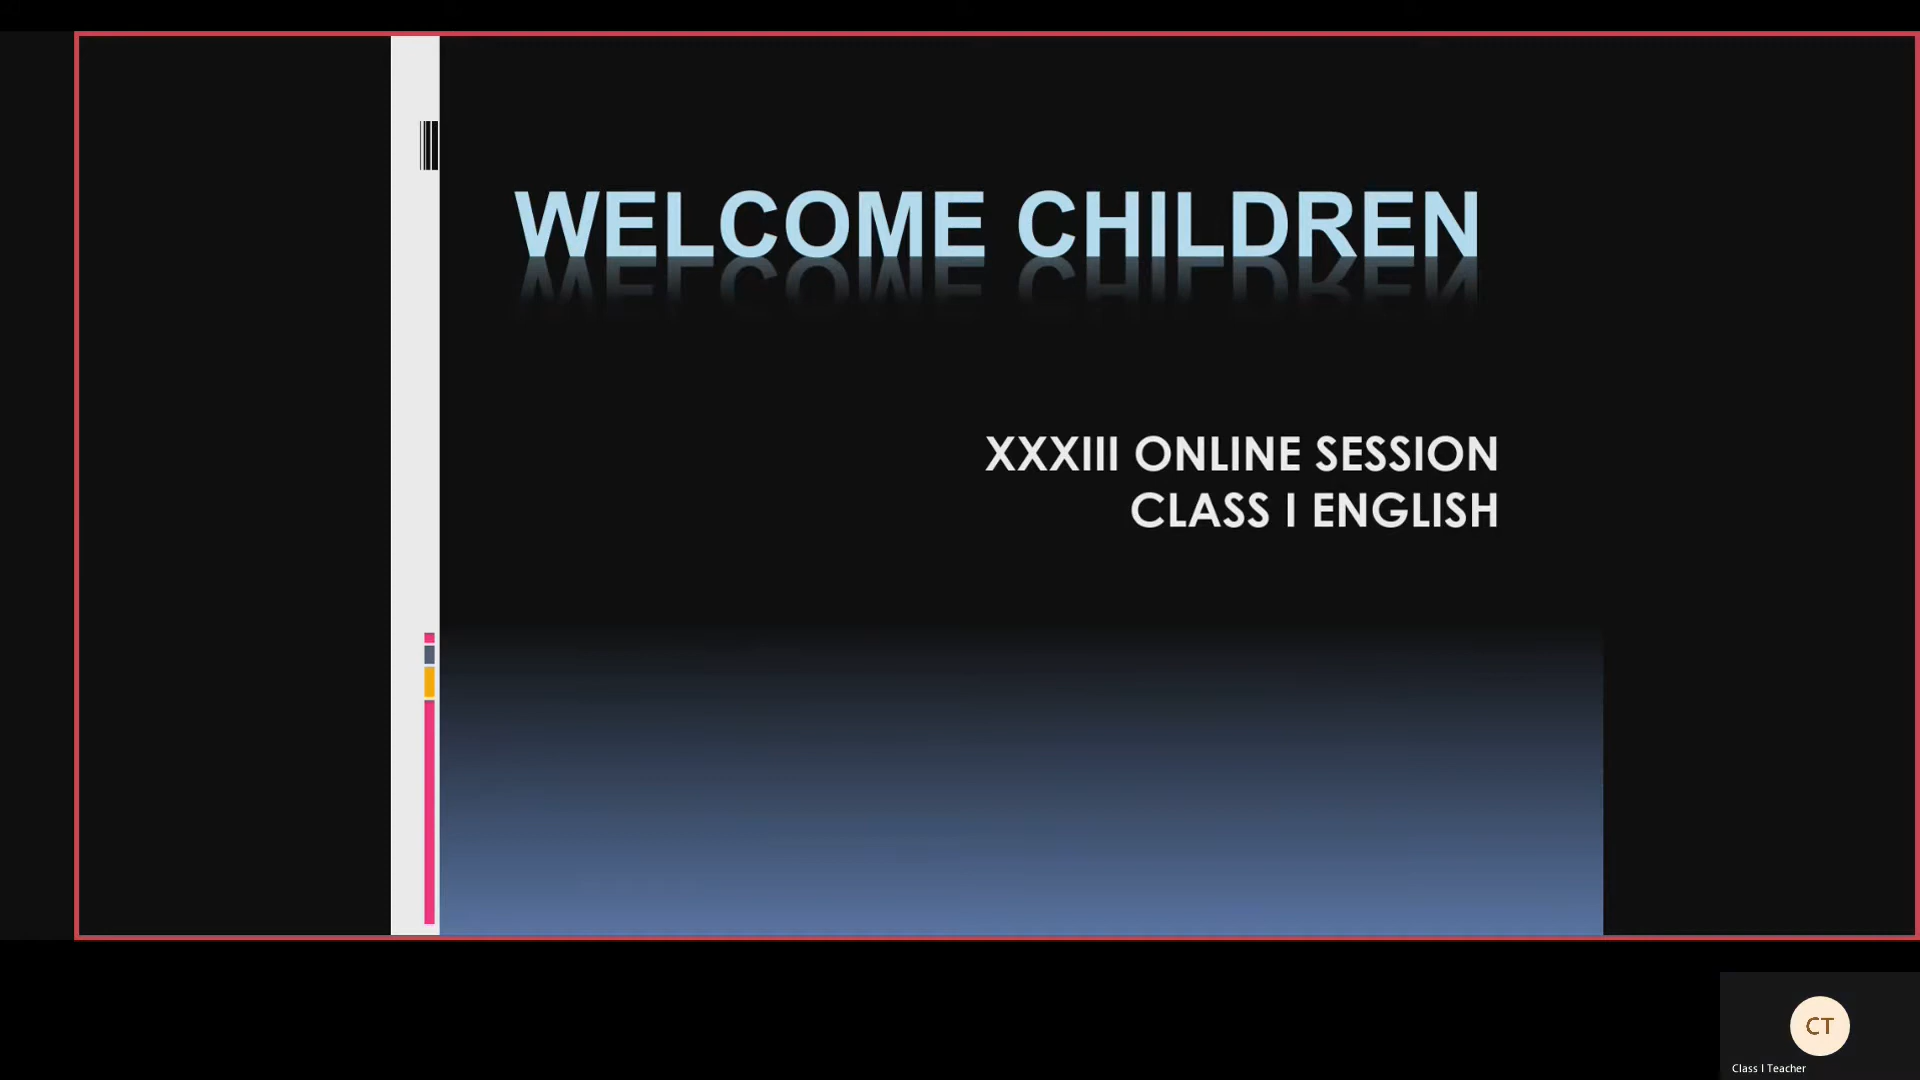 WELCOME CHILDREN
XXXIII ONLINE SESSION
CLASS I ENGLISH
CT
Class I Teacher